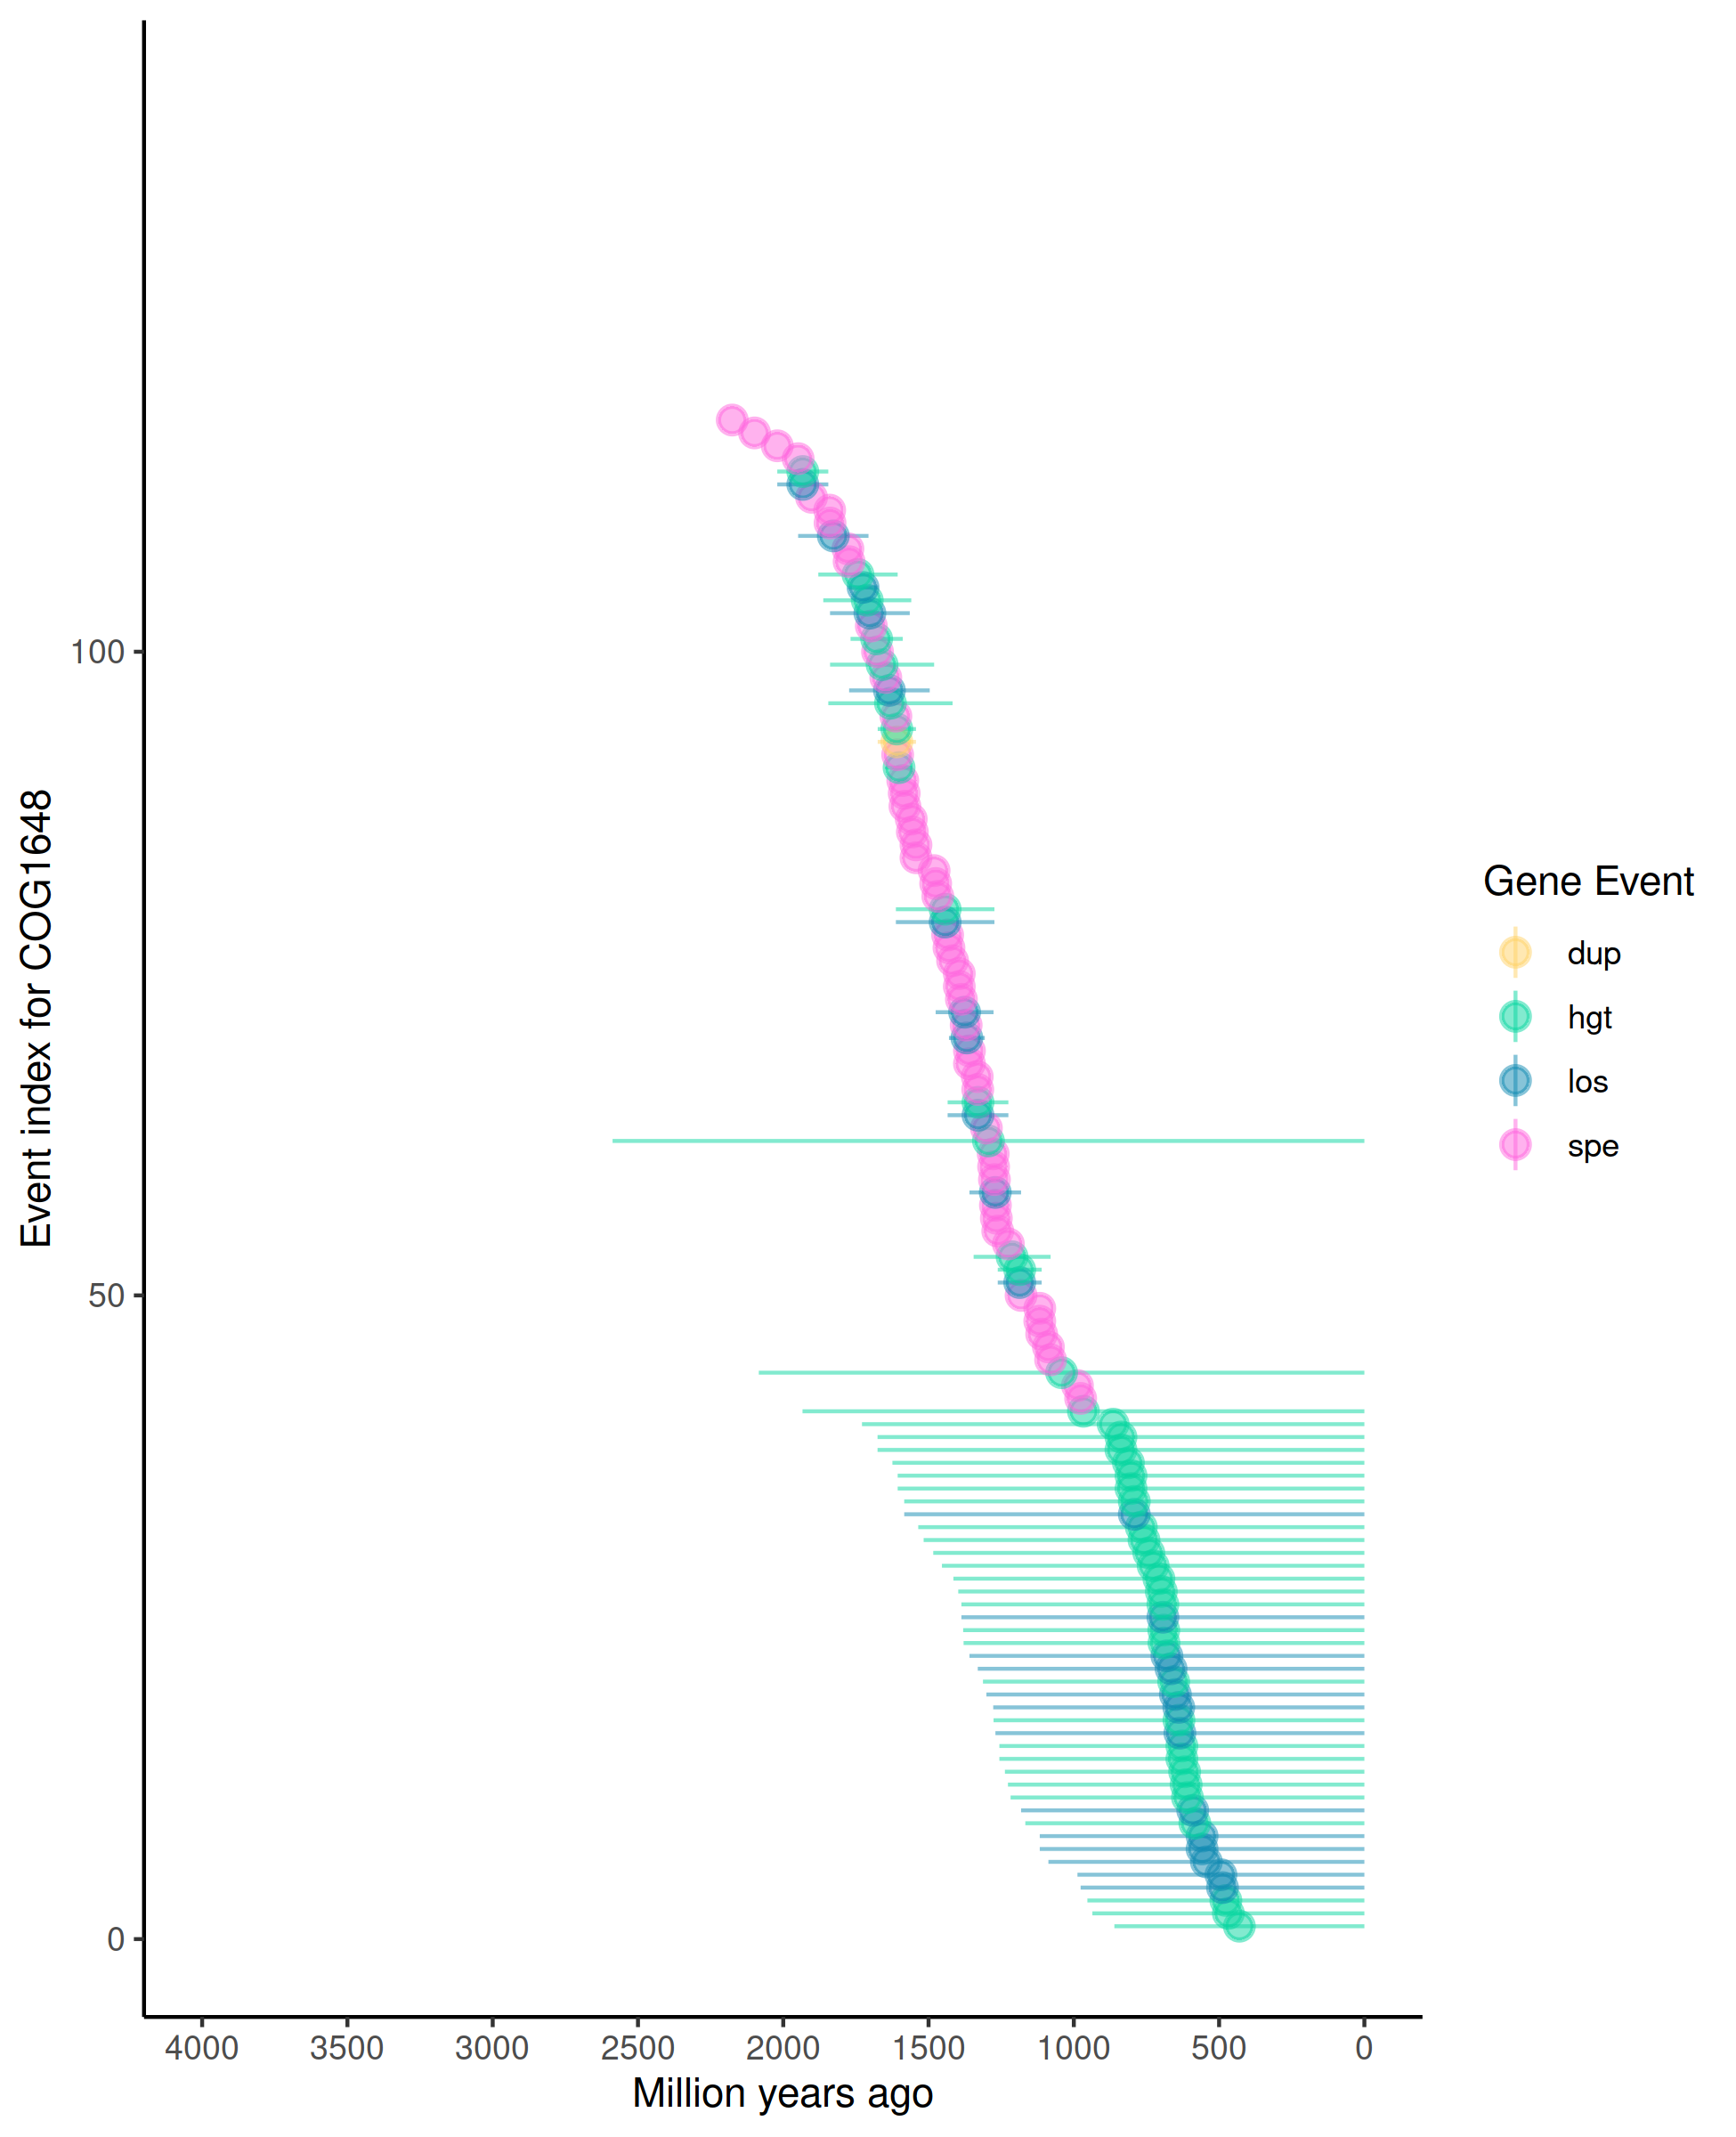 Event index for COG1648
100
50
0
4000 3500 3000 2500 2000 1500 1000 500 0
Million years ago
Gene Event
dup
hgt
los
spe